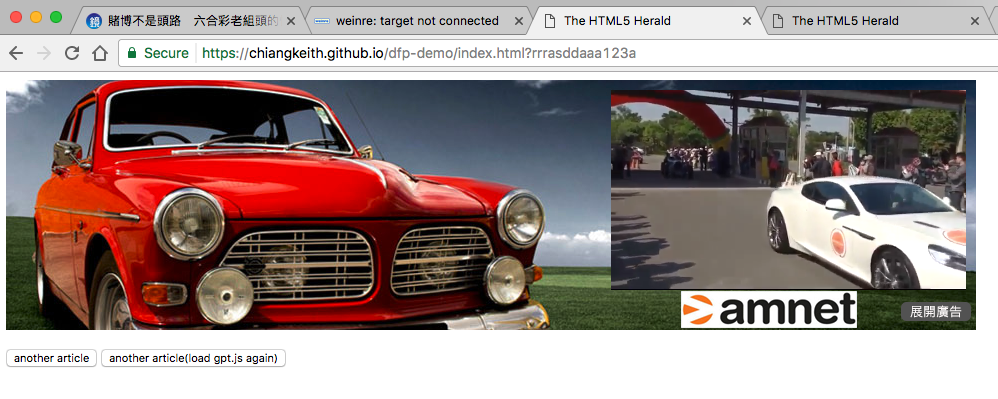 賭博不是頭路 六合彩老組頭的
weinre: target not connected
The HTML5 Herald
The HTML5 Herald
Secure
https://chiangkeith.github.io/dfp-demo/index.html?rrrasddaaa123a
amnet
展開廣告
another article
another article(load gpt.js again)